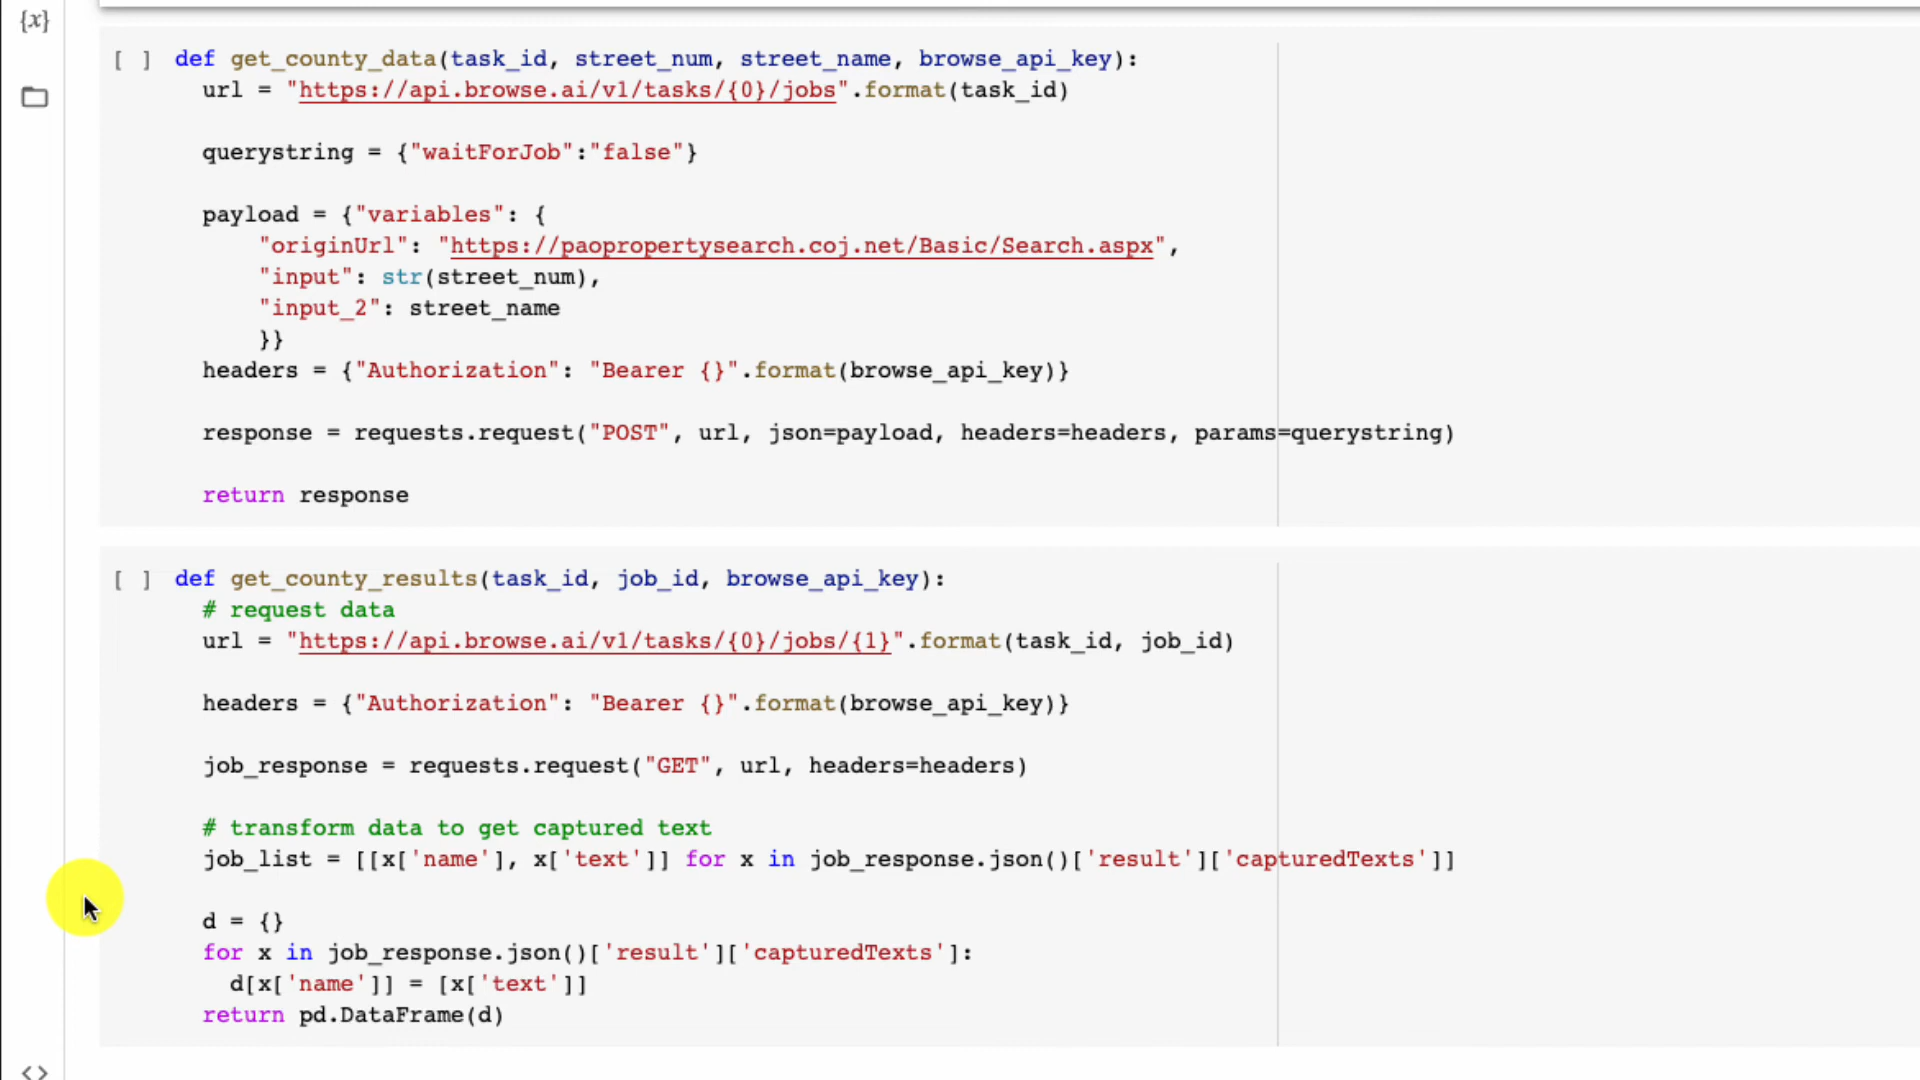 {x}
[ ] def get_county_data(task_id, street_num, street_name, browse_api_key):
url = "https://api.browse.ai/v1/tasks/{0}/jobs".format(task_id)
querystring = {"waitForJob":"false"}
payload = {"variables": {
"originUrl": "https://paopropertysearch.coj.net/Basic/Search.aspx",
"input": str(street_num),
"input_2": street_name
}}
headers = {"Authorization": "Bearer {}".format(browse_api_key)}
response = requests.request("POST", url, json=payload, headers=headers, params=querystring)
return response
[ ] def get_county_results(task_id, job_id, browse_api_key):
# request data
url = "https://api.browse.ai/v1/tasks/{0}/jobs/{1}".format(task_id, job_id)
headers = {"Authorization": "Bearer {}".format(browse_api_key)}
job_response = requests.request("GET", url, headers=headers)
# transform data to get captured text
job_list = [[x['name'], x['text']] for x in job_response.json()['result']['capturedTexts']]
d = {}
for x in job_response.json()['result']['capturedTexts']:
d[x['name']] = [x['text']]
return pd.DataFrame(d)
<>